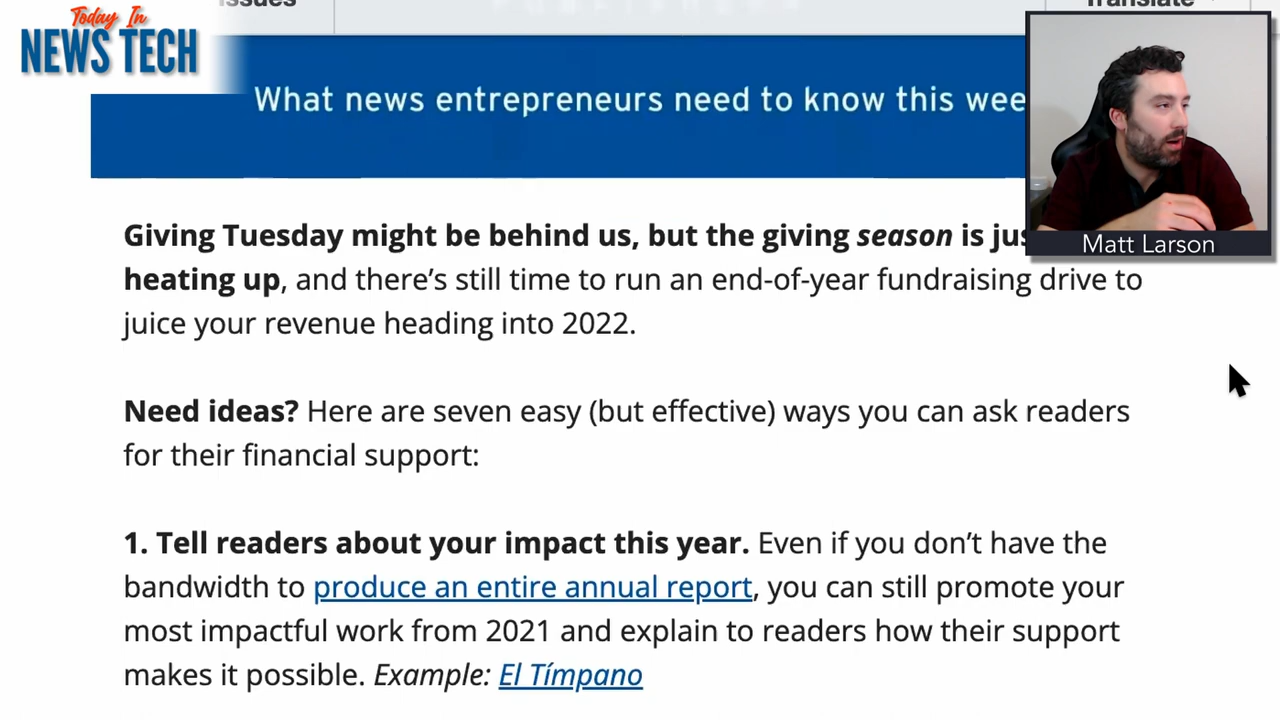 Today In
NEWS TECH
Issues
Translate
What news entrepreneurs need to know this wee
Matt Larson
Giving Tuesday might be behind us, but the giving season is jus
heating up, and there’s still time to run an end-of-year fundraising drive to
juice your revenue heading into 2022.
Need ideas? Here are seven easy (but effective) ways you can ask readers
for their financial support:
1. Tell readers about your impact this year. Even if you don’t have the
bandwidth to produce an entire annual report, you can still promote your
most impactful work from 2021 and explain to readers how their support
makes it possible. Example: El Tímpano